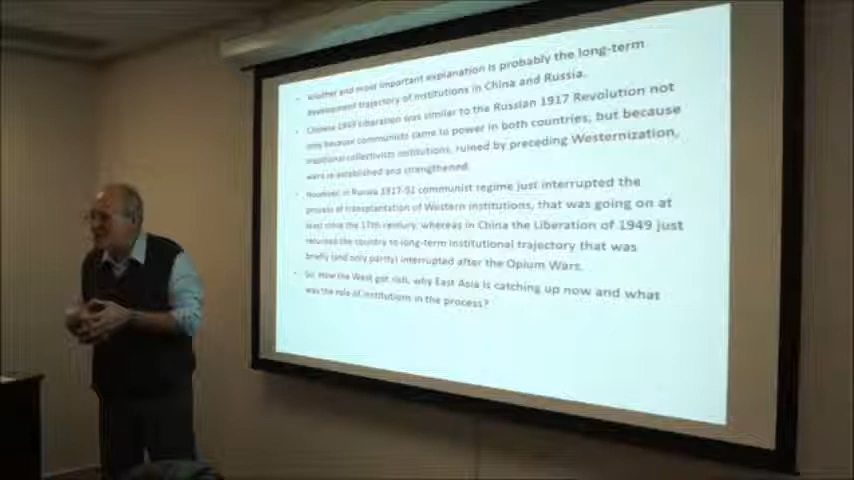 • Another and most important explanation is probably the long-term
development trajectory of institutions in China and Russia.
• Chinese 1949 Liberation was similar to the Russian 1917 Revolution not
only because communists came to power in both countries, but because
traditional collectivists institutions, ruined by preceding Westernization,
were re established and strengthened.
• However, in Russia 1917-91 communist regime just interrupted the
process of transplantation of Western institutions, that was going on at
least since the 17th century, whereas in China the Liberation of 1949 just
returned the country to long-term institutional trajectory that was
briefly (and only partly) interrupted after the Opium Wars.
• So, How the West got rich, why East Asia is catching up now and what
was the role of institutions in the process?